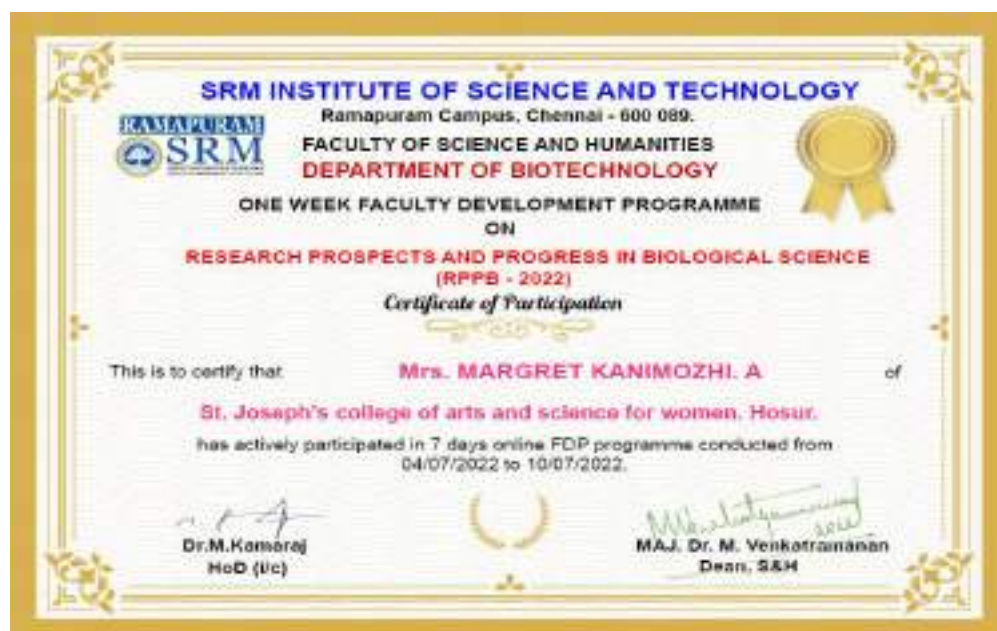 SRM INSTITUTE OF SCIENCE AND TECHNOLOGY
Ramapuram Campus, Chennai - 600 089.
RAMAPURAM
SRM
FACULTY OF SCIENCE AND HUMANITIES
DEPARTMENT OF BIOTECHNOLOGY
ONE WEEK FACULTY DEVELOPMENT PROGRAMME
ON
RESEARCH PROSPECTS AND PROGRESS IN BIOLOGICAL SCIENCE
(RPPB - 2022)
Certificate of Participation
This is to certify that Mrs. MARGRET KANIMOZHI. A of
St. Joseph's college of arts and science for women, Hosur.
has actively participated in 7 days online FDP programme conducted from
04/07/2022 to 10/07/2022.
Dr.M.Kamaraj
HoD (i/c)
MAJ. Dr. M. Venkatramanan
Dean, S&H